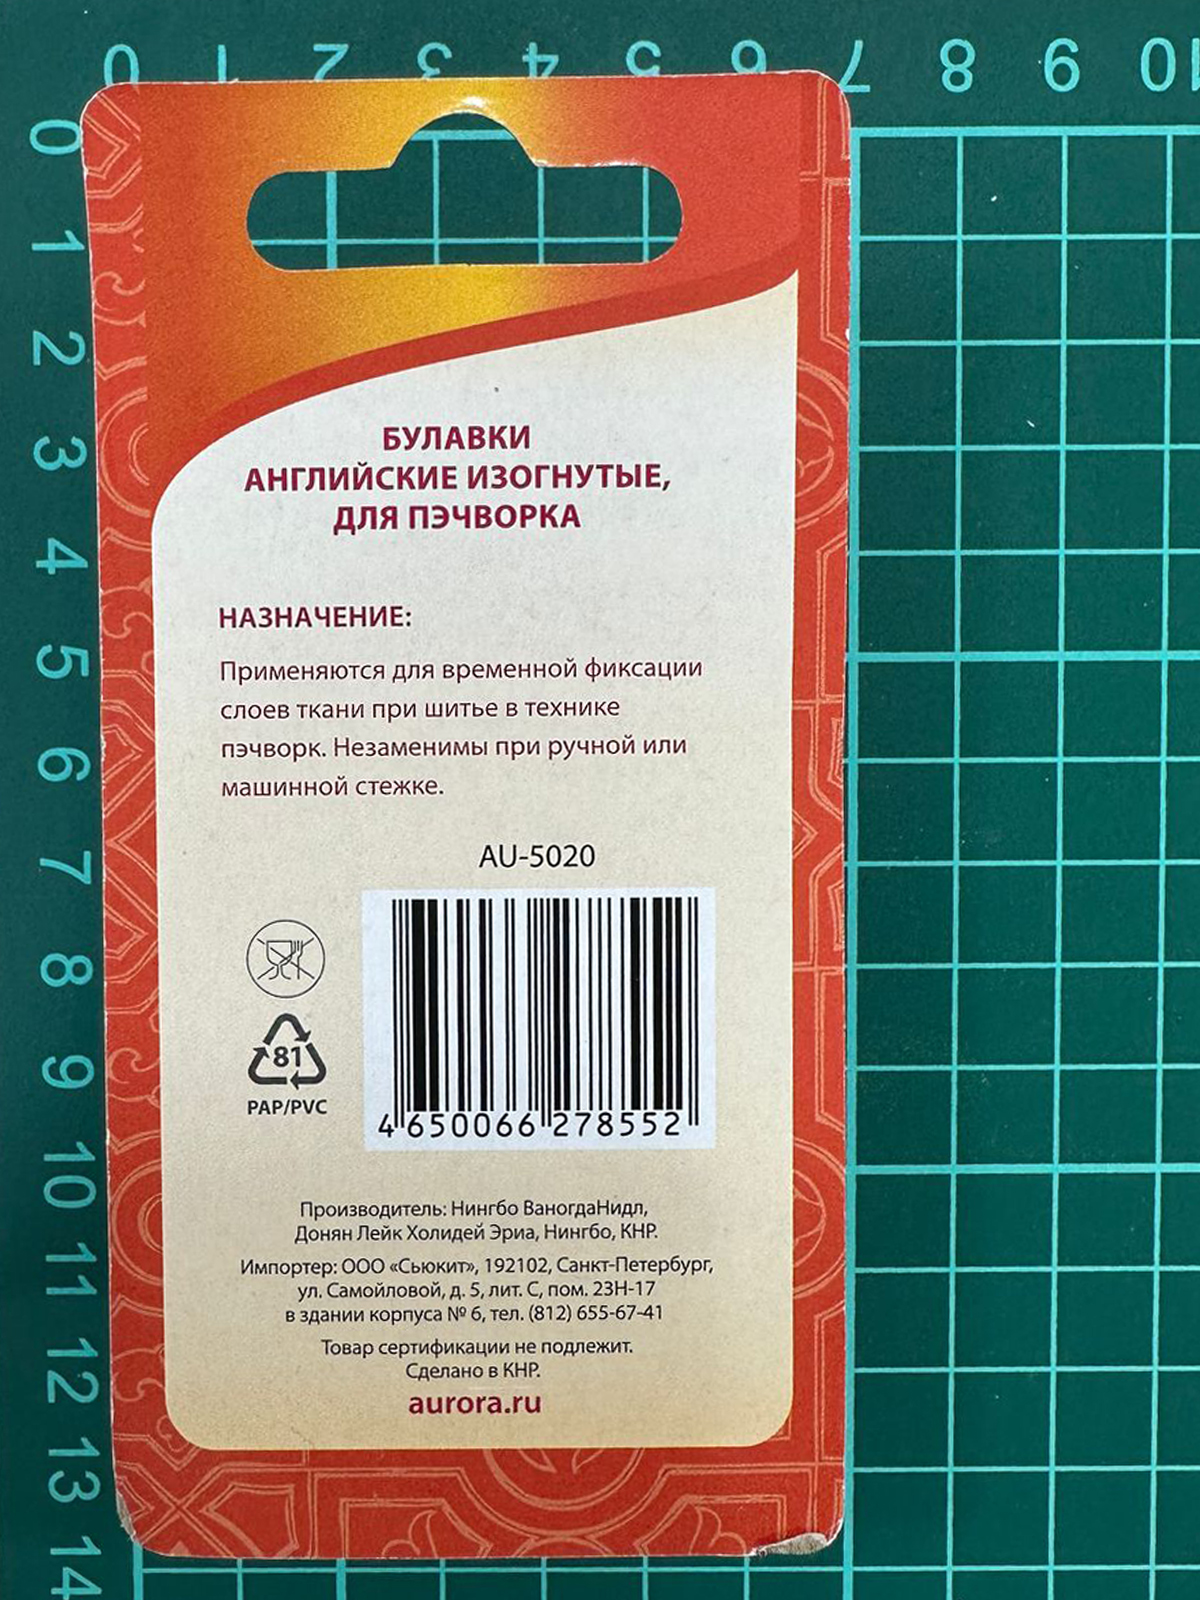 0 1 2 3 4 5 6 7 8 9 10
0
1
2
3
4
5
6
7
8
9
10
11
12
13
14
БУЛАВКИ
АНГЛИЙСКИЕ ИЗОГНУТЫЕ,
ДЛЯ ПЭЧВОРКА
НАЗНАЧЕНИЕ:
Применяются для временной фиксации
слоев ткани при шитье в технике
пэчворк. Незаменимы при ручной или
машинной стежке.
AU-5020
81
PAP/PVC
4 650066 278552
Производитель: Нингбо ВаногдаНидл,
Донян Лейк Холидей Эриа, Нингбо, КНР.
Импортер: ООО «Сьюкит», 192102, Санкт-Петербург,
ул. Самойловой, д. 5, лит. С, пом. 23Н-17
в здании корпуса № 6, тел. (812) 655-67-41
Товар сертификации не подлежит.
Сделано в КНР.
aurora.ru